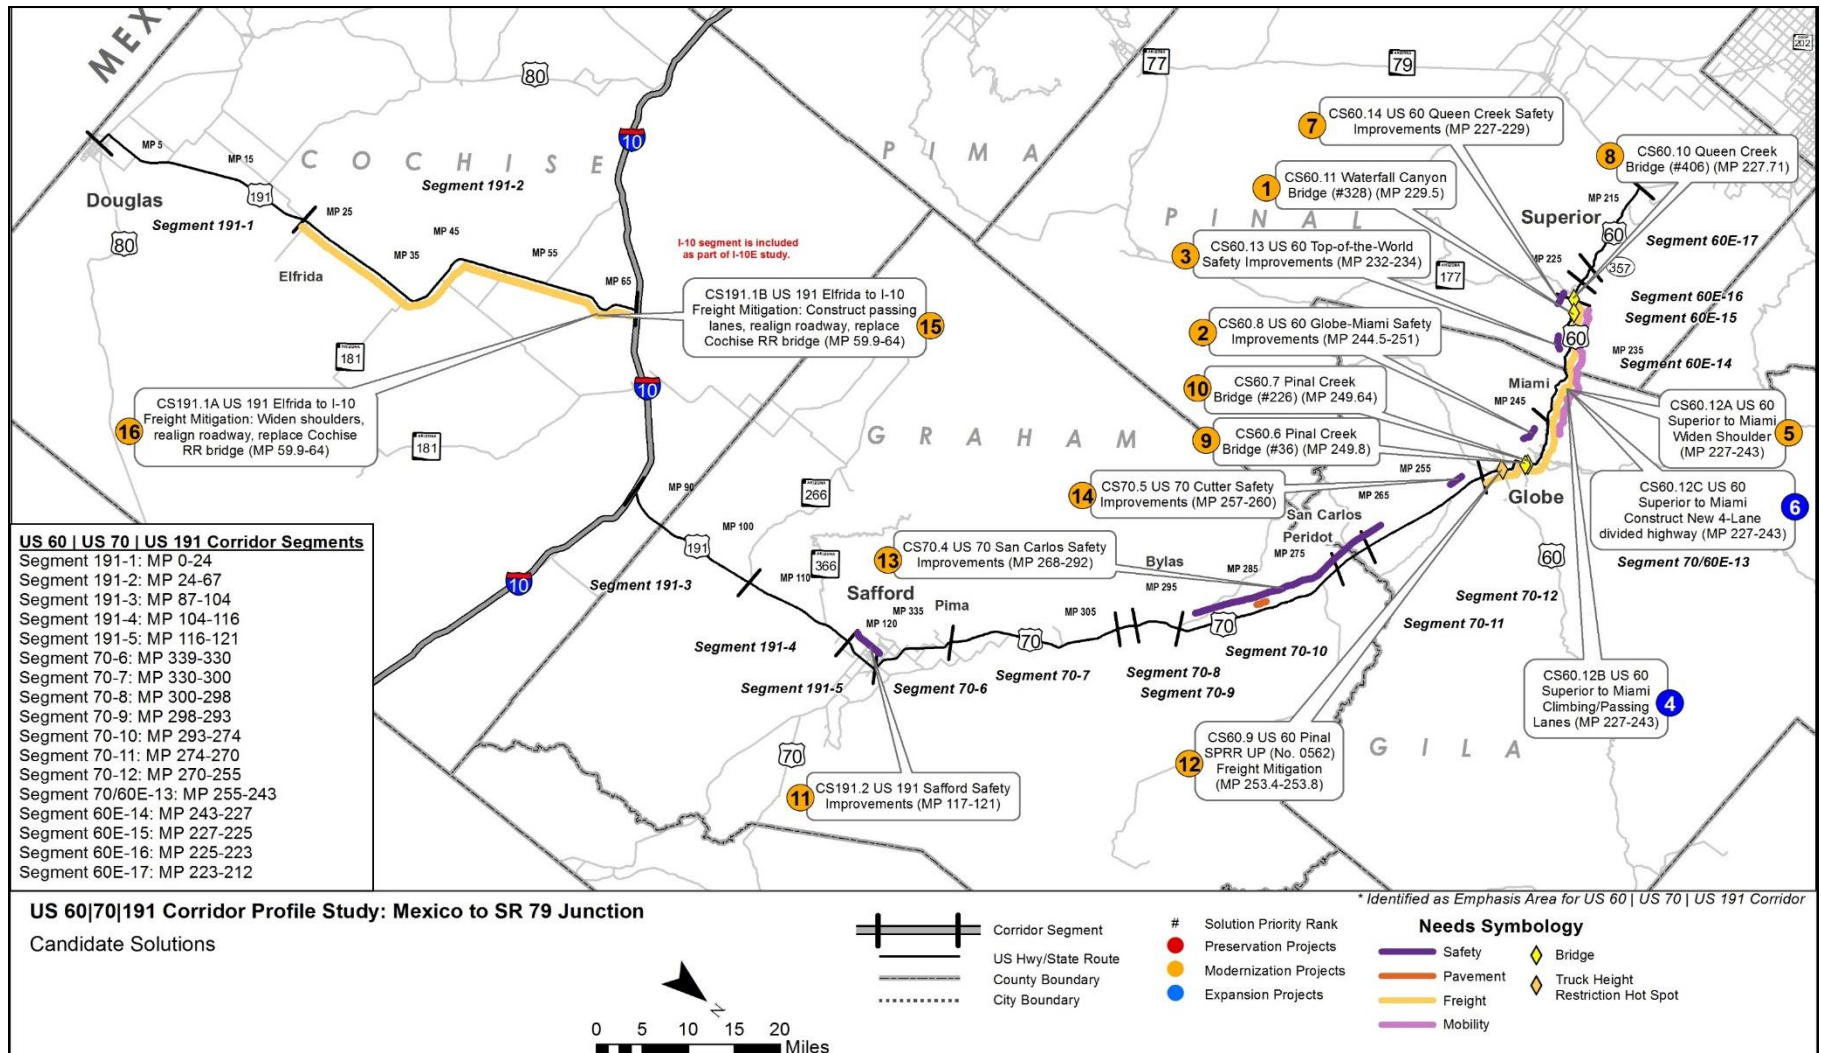 MEXI
80
10
77
79
202
CS60.14 US 60 Queen Creek Safety
Improvements (MP 227-229)
7
CS60.10 Queen Creek
Bridge (#406) (MP 227.71)
8
MP 5
MP 15
COCHISE
Segment 191-2
PIMA
CS60.11 Waterfall Canyon
Bridge (#328) (MP 229.5)
1
Douglas
191
Segment 191-1
MP 25
80
MP 45
MP 35
MP 55
Elfrida
MP 65
I-10 segment is included
as part of I-10E study.
PINAL
MP 215
Superior
60
Segment 60E-17
CS60.13 US 60 Top-of-the-World
Safety Improvements (MP 232-234)
3
177
MP 225
357
Segment 60E-16
Segment 60E-15
60
MP 235
Segment 60E-14
CS191.1B US 191 Elfrida to I-10
Freight Mitigation: Construct passing
lanes, realign roadway, replace
Cochise RR bridge (MP 59.9-64)
15
CS60.8 US 60 Globe-Miami Safety
Improvements (MP 244.5-251)
2
181
10
CS60.7 Pinal Creek
Bridge (#226) (MP 249.64)
10
Miami
MP 245
CS191.1A US 191 Elfrida to I-10
Freight Mitigation: Widen shoulders,
realign roadway, replace Cochise
RR bridge (MP 59.9-64)
16
181
CS60.12A US 60
Superior to Miami
Widen Shoulder
(MP 227-243)
5
GRAHAM
CS60.6 Pinal Creek
Bridge (#36) (MP 249.8)
9
MP 255
Globe
CS70.5 US 70 Cutter Safety
Improvements (MP 257-260)
14
MP 265
CS60.12C US 60
Superior to Miami
Construct New 4-Lane
divided highway (MP 227-243)
6
MP 90
266
MP 100
San Carlos
Peridot
MP 275
191
CS70.4 US 70 San Carlos Safety
Improvements (MP 268-292)
13
Bylas
MP 285
MP 295
60
Segment 70/60E-13
366
MP 110
Segment 191-3
Safford
MP 335
Pima
MP 120
MP 305
70
70
Segment 70-12
Segment 70-11
Segment 70-10
Segment 191-4
Segment 191-5
Segment 70-6
Segment 70-7
Segment 70-8
Segment 70-9
10
70
CS60.12B US 60
Superior to Miami
Climbing/Passing
Lanes (MP 227-243)
4
CS60.9 US 60 Pinal
SPRR UP (No. 0562)
Freight Mitigation
(MP 253.4-253.8)
12
GILA
CS191.2 US 191 Safford Safety
Improvements (MP 117-121)
11
US 60 | US 70 | US 191 Corridor Segments
Segment 191-1: MP 0-24
Segment 191-2: MP 24-67
Segment 191-3: MP 87-104
Segment 191-4: MP 104-116
Segment 191-5: MP 116-121
Segment 70-6: MP 339-330
Segment 70-7: MP 330-300
Segment 70-8: MP 300-298
Segment 70-9: MP 298-293
Segment 70-10: MP 293-274
Segment 70-11: MP 274-270
Segment 70-12: MP 270-255
Segment 70/60E-13: MP 255-243
Segment 60E-14: MP 243-227
Segment 60E-15: MP 227-225
Segment 60E-16: MP 225-223
Segment 60E-17: MP 223-212
* Identified as Emphasis Area for US 60 | US 70 | US 191 Corridor
US 60|70|191 Corridor Profile Study: Mexico to SR 79 Junction
Candidate Solutions
N
0 5 10 15 20
Miles
Corridor Segment
US Hwy/State Route
County Boundary
City Boundary
# Solution Priority Rank
Preservation Projects
Modernization Projects
Expansion Projects
Needs Symbology
Safety
Pavement
Freight
Mobility
Bridge
Truck Height
Restriction Hot Spot